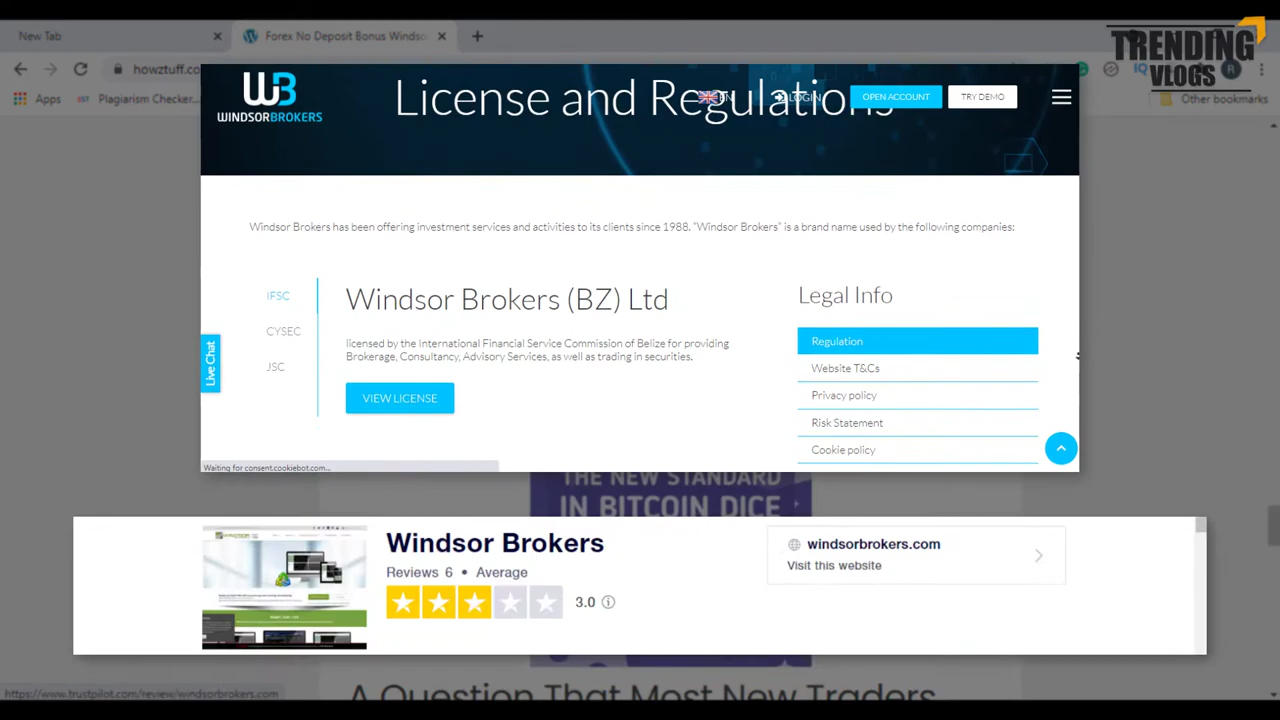 New Tab
Forex No Deposit Bonus Windso
TRENDING
VLOGS
howzstuff.com
Apps
Plagiarism Checker...
Other bookmarks
WB
WINDSORBROKERS
License and Regulations
EN
LOGIN
OPEN ACCOUNT
TRY DEMO
Windsor Brokers has been offering investment services and activities to its clients since 1988. "Windsor Brokers" is a brand name used by the following companies:
IFSC
CYSEC
JSC
Windsor Brokers (BZ) Ltd
licensed by the International Financial Service Commission of Belize for providing
Brokerage, Consultancy, Advisory Services, as well as trading in securities.
VIEW LICENSE
Legal Info
Regulation
Website T&Cs
Privacy policy
Risk Statement
Cookie policy
Live Chat
Waiting for consent.cookiebot.com...
THE NEW STANDARD
IN BITCOIN DICE
Windsor Brokers
Reviews 6 • Average
3.0
windsorbrokers.com
Visit this website
https://www.trustpilot.com/review/windsorbrokers.com
A Question That Most New Traders